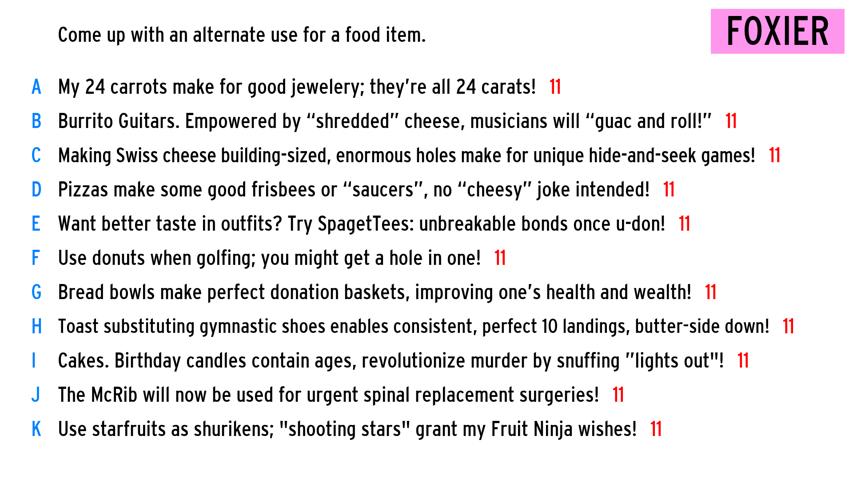 Come up with an alternate use for a food item.
FOXIER
A My 24 carrots make for good jewelery; they’re all 24 carats! 11
B Burrito Guitars. Empowered by “shredded” cheese, musicians will “guac and roll!” 11
C Making Swiss cheese building-sized, enormous holes make for unique hide-and-seek games! 11
D Pizzas make some good frisbees or “saucers”, no “cheesy” joke intended! 11
E Want better taste in outfits? Try SpagetTees: unbreakable bonds once u-don! 11
F Use donuts when golfing; you might get a hole in one! 11
G Bread bowls make perfect donation baskets, improving one’s health and wealth! 11
H Toast substituting gymnastic shoes enables consistent, perfect 10 landings, butter-side down! 11
I Cakes. Birthday candles contain ages, revolutionize murder by snuffing ”lights out"! 11
J The McRib will now be used for urgent spinal replacement surgeries! 11
K Use starfruits as shurikens; "shooting stars" grant my Fruit Ninja wishes! 11